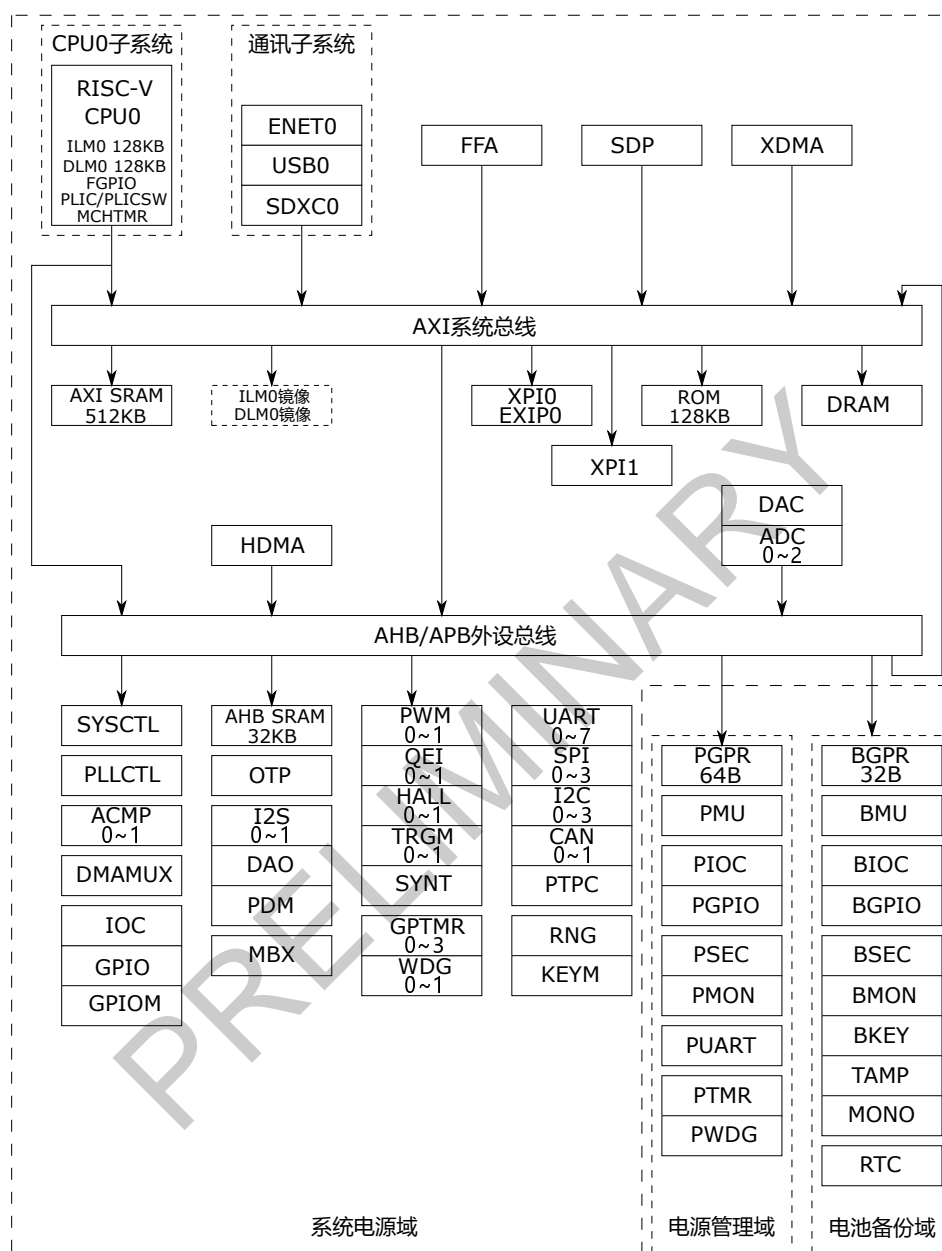 CPU0子系统
RISC-V
CPU0
ILM0 128KB
DLM0 128KB
FGPIO
PLIC/PLICSW
MCHTMR
通讯子系统
ENET0
USB0
SDXC0
FFA
SDP
XDMA
AXI系统总线
AXI SRAM
512KB
ILM0镜像
DLM0镜像
XPI0
EXIP0
XPI1
ROM
128KB
DRAM
HDMA
DAC
ADC
0~2
AHB/APB外设总线
SYSCTL
PLLCTL
ACMP
0~1
DMAMUX
IOC
GPIO
GPIOM
AHB SRAM
32KB
OTP
I2S
0~1
DAO
PDM
MBX
PWM
0~1
QEI
0~1
HALL
0~1
TRGM
0~1
SYNT
GPTMR
0~3
WDG
0~1
UART
0~7
SPI
0~3
I2C
0~3
CAN
0~1
PTPC
RNG
KEYM
PGPR
64B
PMU
PIOC
PGPIO
PSEC
PMON
PUART
PTMR
PWDG
BGPR
32B
BMU
BIOC
BGPIO
BSEC
BMON
BKEY
TAMP
MONO
RTC
系统电源域
电源管理域
电池备份域
PRELIMINARY